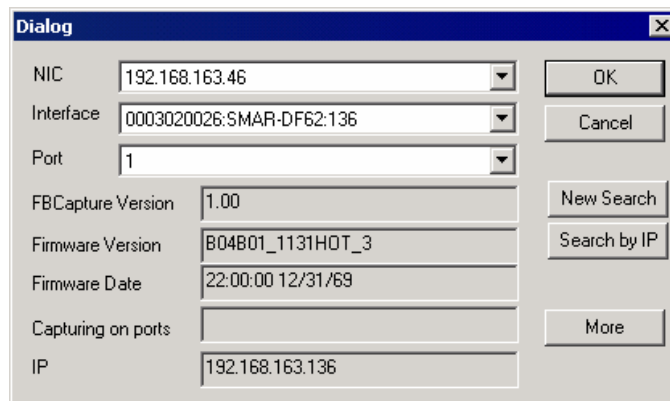 Dialog
NIC 192.168.163.46 OK
Interface 0003020026:SMAR-DF62:136 Cancel
Port 1
FBCapture Version 1.00 New Search
Firmware Version B04B01_1131HOT_3 Search by IP
Firmware Date 22:00:00 12/31/69
Capturing on ports More
IP 192.168.163.136